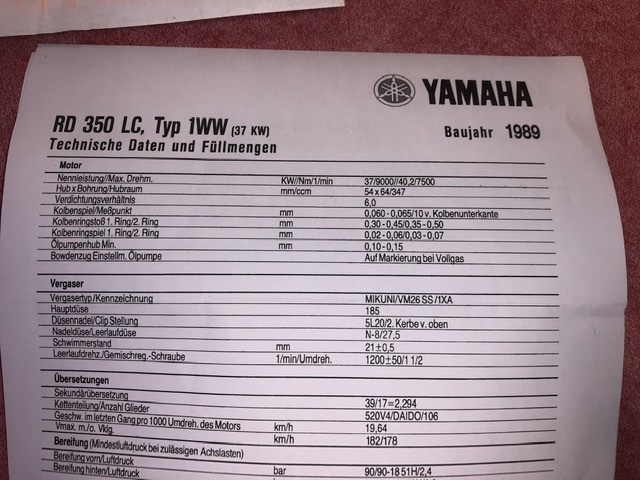 YAMAHA
RD 350 LC, Typ 1WW (37 KW) Baujahr 1989
Technische Daten und Füllmengen
Motor
Nennleistung//Max. Drehm. KW//Nm/1/min 37/9000//40,2/7500
Hub x Bohrung/Hubraum mm/ccm 54 x 64/347
Verdichtungsverhältnis 6,0
Kolbenspiel/Meßpunkt mm 0,060 - 0,065/10 v. Kolbenunterkante
Kolbenringstoß 1. Ring/2. Ring mm 0,30 - 0,45/0,35 - 0,50
Kolbenringspiel 1. Ring/2. Ring mm 0,02 - 0,06/0,03 - 0,07
Ölpumpenhub Min. mm 0,10 - 0,15
Bowdenzug Einstellm. Ölpumpe Auf Markierung bei Vollgas
Vergaser
Vergasertyp/Kennzeichnung MIKUNI/VM26 SS/1XA
Hauptdüse 185
Düsennadel/Clip Stellung 5L20/2. Kerbe v. oben
Nadeldüse/Leerlaufdüse N-8/27,5
Schwimmerstand mm 21±0,5
Leerlaufdrehz./Gemischreg.-Schraube 1/min/Umdreh. 1200±50/1 1/2
Übersetzungen
Sekundärübersetzung 39/17=2,294
Kettenteilung/Anzahl Glieder 520V4/DAIDO/106
Geschw. im letzten Gang pro 1000 Umdreh. des Motors km/h 19,64
Vmax. m./o. Vklg. km/h 182/178
Bereifung (Mindestluftdruck bei zulässigen Achslasten)
Bereifung vorn/Luftdruck bar 90/90-18 51H/2,4
Bereifung hinten/Luftdruck